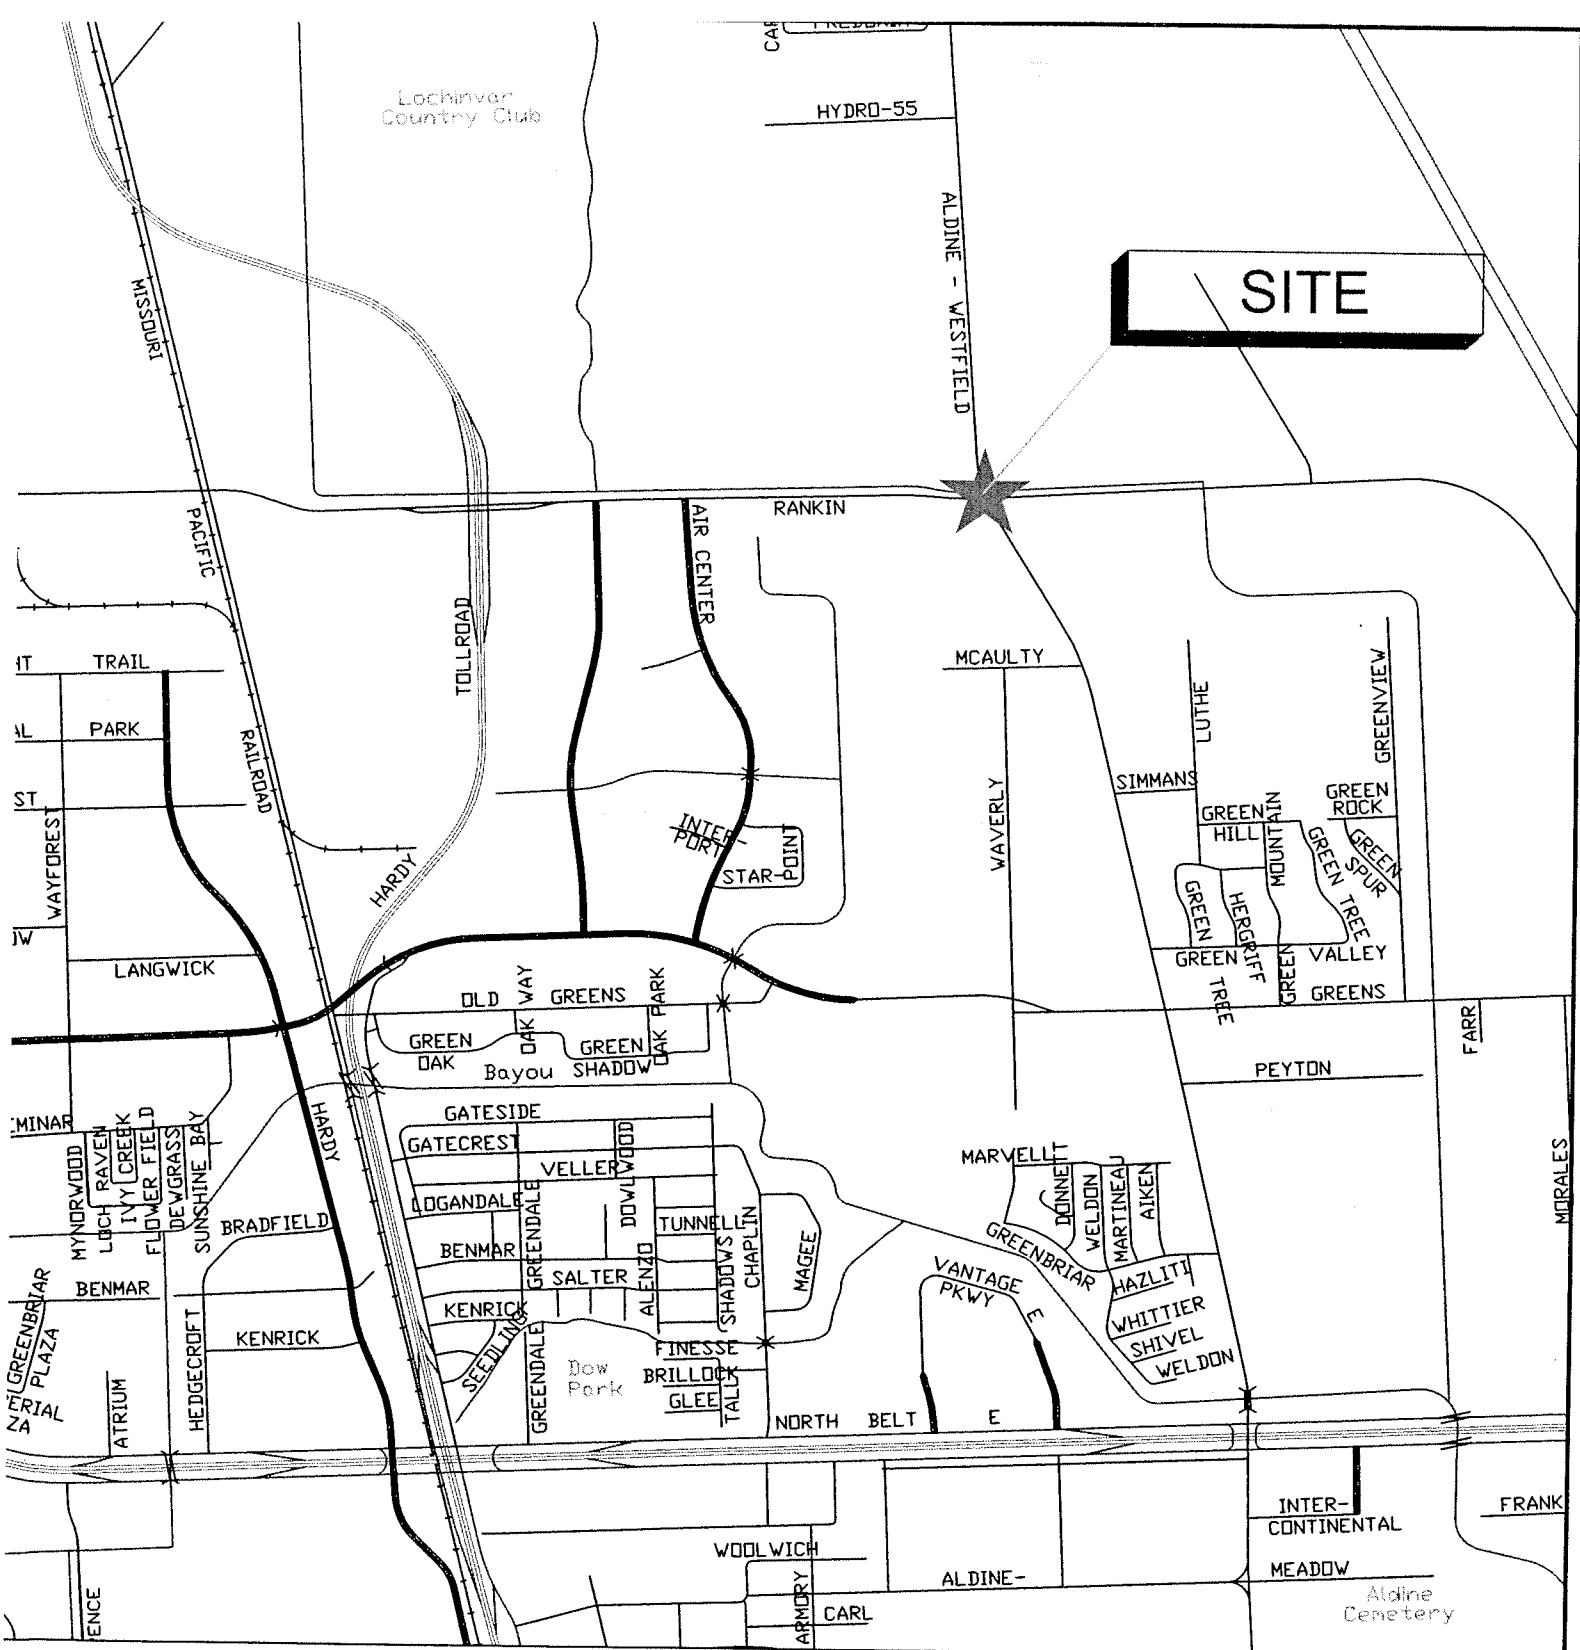 Lochinvar
Country Club
HYDRO-55
ALDINE - WESTFIELD
SITE
MISSOURI
PACIFIC
RAILROAD
RANKIN
AIR CENTER
TOLLROAD
HARDY
TRAIL
PARK
WAYFOREST
LANGWICK
MCAULTY
WAVERLY
LUTHE
GREENVIEW
SIMMANS
GREEN
ROCK
GREEN
HILL
MOUNTAIN
GREEN TREE
GREEN
SPUR
GREEN
HERGRIFF
GREEN
VALLEY
TREE
GREEN
GREENS
INTER-
PORT
STAR-
POINT
OLD
GREENS
OAK WAY
OAK PARK
GREEN
OAK
GREEN
SHADOW
Bayou
FARR
PEYTON
MORALES
HARDY
MYNORWOOD
LOCH RAVEN
IVY CREEK
FLOWER FIELD
DEWGRASS
SUNSHINE BAY
BRADFIELD
BENMAR
HEDGECROFT
KENRICK
GREENBRIAR
PLAZA
ATRIUM
GATESIDE
GATECREST
VELLER
DOWLWOOD
LOGANDALE
GREENDALE
TUNNELL
BENMAR
SALTER
ALENZO
SHADOWS
CHAPLIN
MAGEE
KENRICK
SEEDLING
GREENDALE
Dow
Park
FINESSE
BRILLOCK
GLEE
TALL
MARVELLT
DONNETT
WELDON
MARTINEAU
AIKEN
GREENBRIAR
HAZLITT
WHITTIER
SHIVEL
WELDON
VANTAGE
PKWY
E
NORTH BELT E
INTER-
CONTINENTAL
FRANK
WOOLWICH
ARMORY
CARL
ALDINE-
MEADOW
Aldine
Cemetery